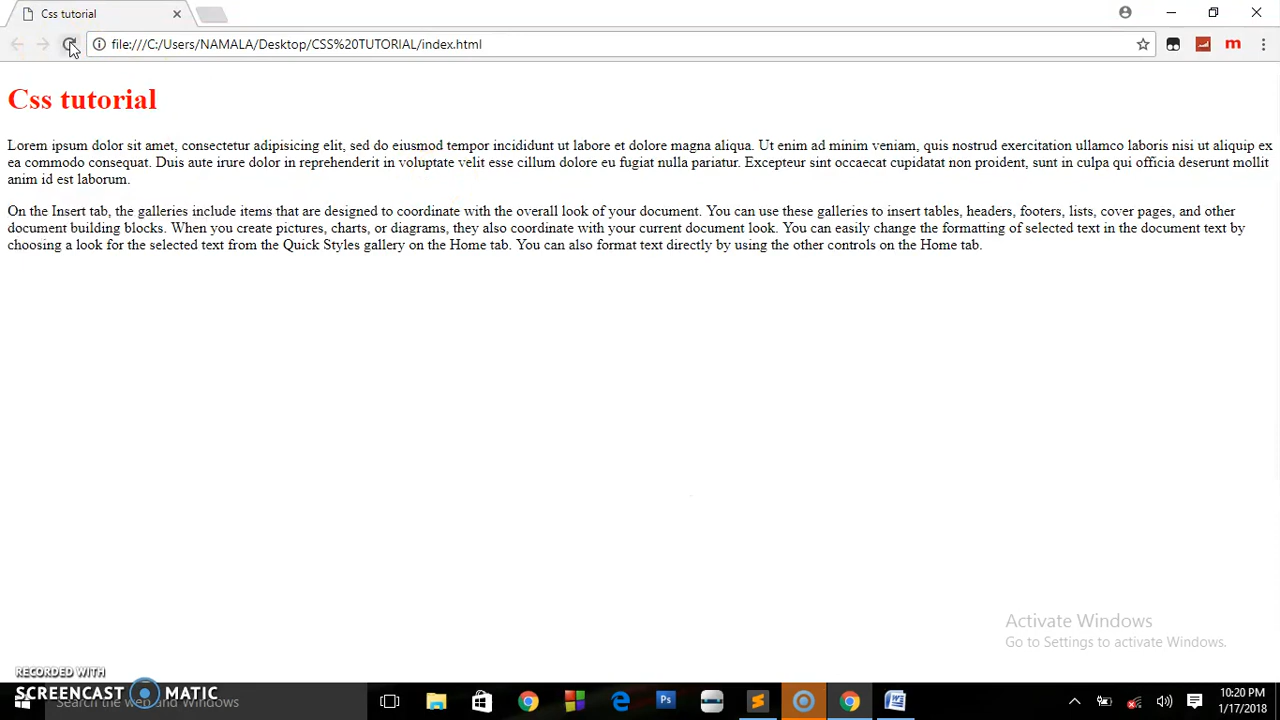 Css tutorial
file:///C:/Users/NAMALA/Desktop/CSS%20TUTORIAL/index.html
m
Css tutorial
Lorem ipsum dolor sit amet, consectetur adipisicing elit, sed do eiusmod tempor incididunt ut labore et dolore magna aliqua. Ut enim ad minim veniam, quis nostrud exercitation ullamco laboris nisi ut aliquip ex
ea commodo consequat. Duis aute irure dolor in reprehenderit in voluptate velit esse cillum dolore eu fugiat nulla pariatur. Excepteur sint occaecat cupidatat non proident, sunt in culpa qui officia deserunt mollit
anim id est laborum.
On the Insert tab, the galleries include items that are designed to coordinate with the overall look of your document. You can use these galleries to insert tables, headers, footers, lists, cover pages, and other
document building blocks. When you create pictures, charts, or diagrams, they also coordinate with your current document look. You can easily change the formatting of selected text in the document text by
choosing a look for the selected text from the Quick Styles gallery on the Home tab. You can also format text directly by using the other controls on the Home tab.
Activate Windows
Go to Settings to activate Windows.
RECORDED WITH
SCREENCAST MATIC
Search the web and Windows
Ps
10:20 PM
1/17/2018